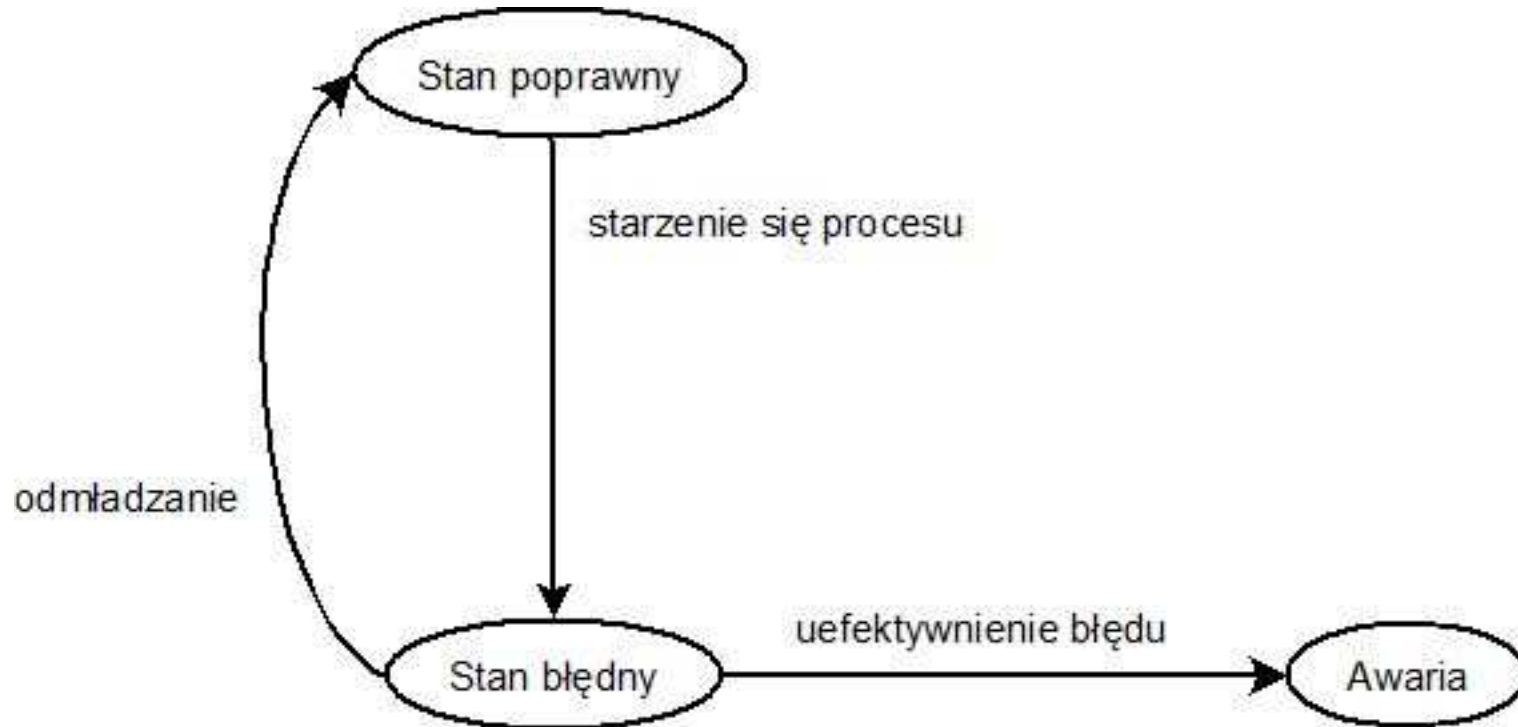 Stan poprawny
starzenie się procesu
odmładzanie
uefektywnienie błędu
Stan błędny
Awaria